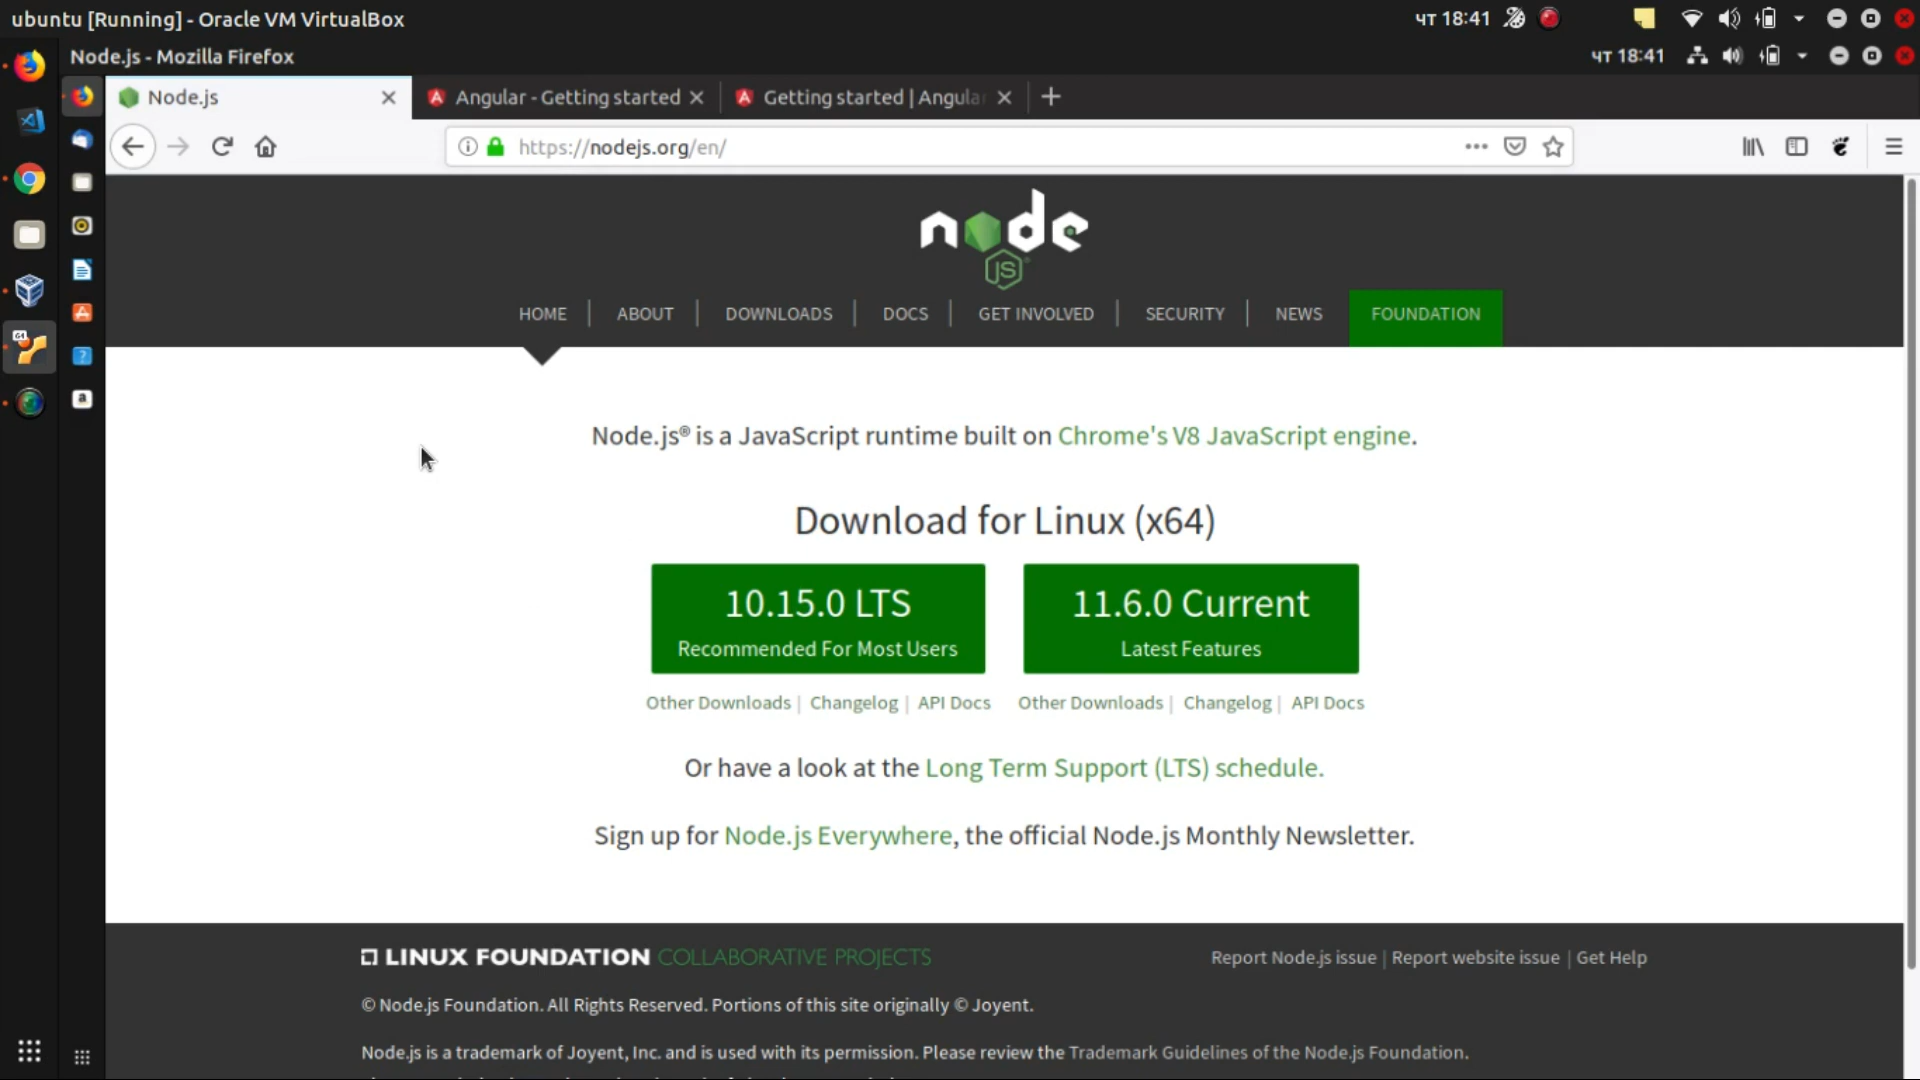 ubuntu [Running] - Oracle VM VirtualBox
чт 18:41
Node.js - Mozilla Firefox
чт 18:41
Node.js
Angular - Getting started
Getting started | Angula
https://nodejs.org/en/
node
JS
HOME | ABOUT | DOWNLOADS | DOCS | GET INVOLVED | SECURITY | NEWS FOUNDATION
Node.js® is a JavaScript runtime built on Chrome's V8 JavaScript engine.
Download for Linux (x64)
10.15.0 LTS
Recommended For Most Users
11.6.0 Current
Latest Features
Other Downloads | Changelog | API Docs
Other Downloads | Changelog | API Docs
Or have a look at the Long Term Support (LTS) schedule.
Sign up for Node.js Everywhere, the official Node.js Monthly Newsletter.
LINUX FOUNDATION COLLABORATIVE PROJECTS
Report Node.js issue | Report website issue | Get Help
© Node.js Foundation. All Rights Reserved. Portions of this site originally © Joyent.
Node.js is a trademark of Joyent, Inc. and is used with its permission. Please review the Trademark Guidelines of the Node.js Foundation.